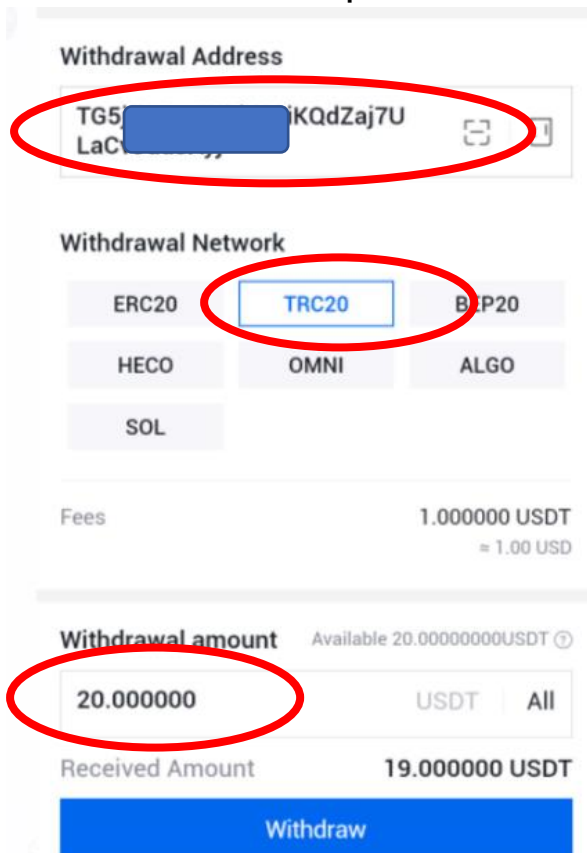 Withdrawal Address
TG5 iKQdZaj7U
LaC
Withdrawal Network
ERC20 TRC20 BEP20
HECO OMNI ALGO
SOL
Fees 1.000000 USDT
≈ 1.00 USD
Withdrawal amount Available 20.00000000USDT
20.000000 USDT All
Received Amount 19.000000 USDT
Withdraw